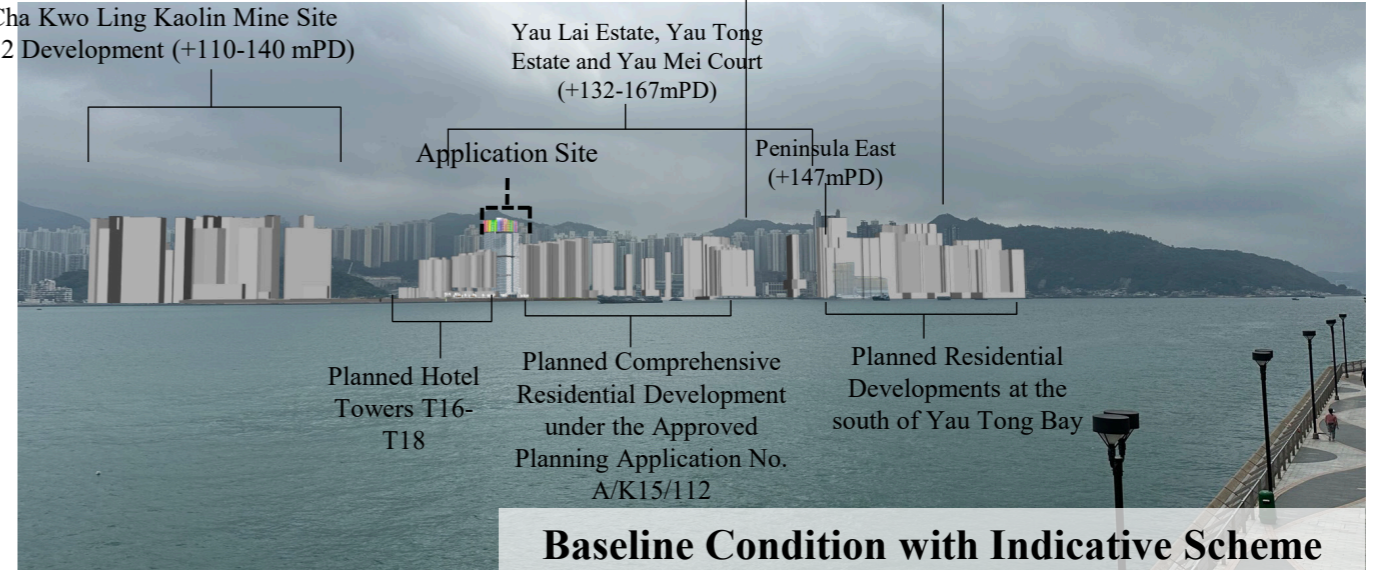 Cha Kwo Ling Kaolin Mine Site
2 Development (+110-140 mPD)
Yau Lai Estate, Yau Tong
Estate and Yau Mei Court
(+132-167mPD)
Application Site
Peninsula East
(+147mPD)
Planned Hotel
Towers T16-
T18
Planned Comprehensive
Residential Development
under the Approved
Planning Application No.
A/K15/112
Planned Residential
Developments at the
south of Yau Tong Bay
Baseline Condition with Indicative Scheme